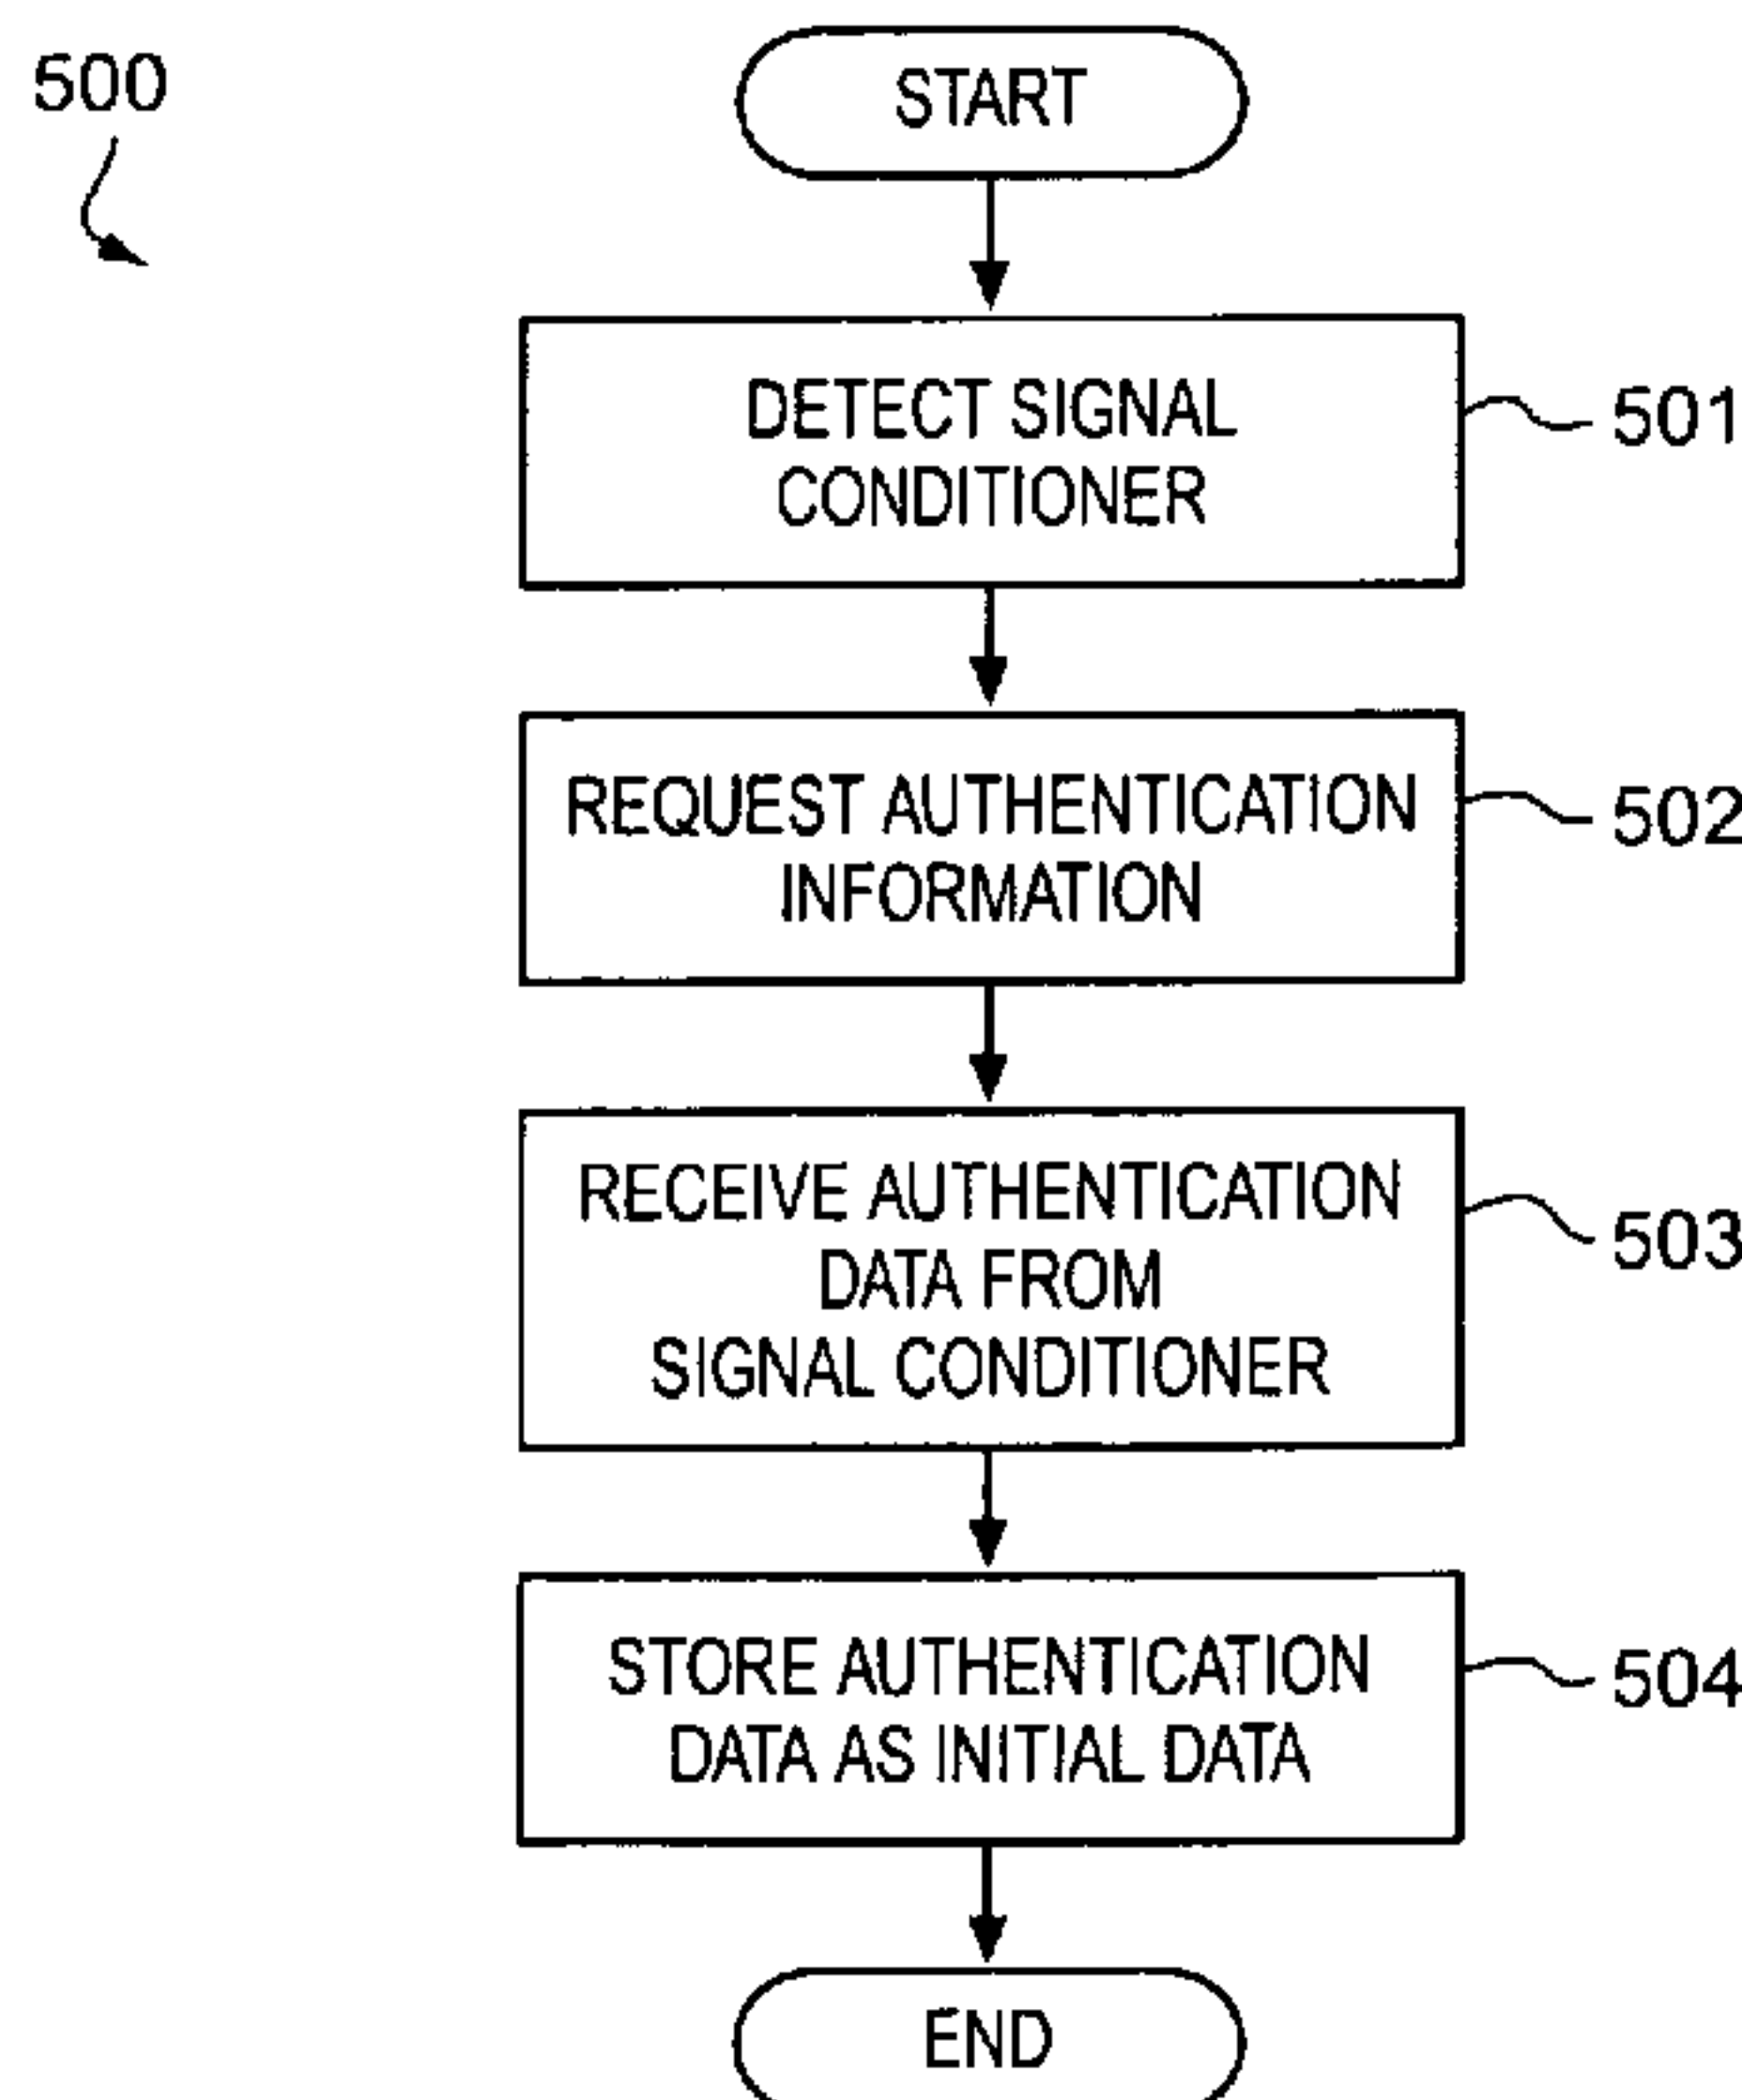 500
START
DETECT SIGNAL
CONDITIONER
501
REQUEST AUTHENTICATION
INFORMATION
502
RECEIVE AUTHENTICATION
DATA FROM
SIGNAL CONDITIONER
503
STORE AUTHENTICATION
DATA AS INITIAL DATA
504
END